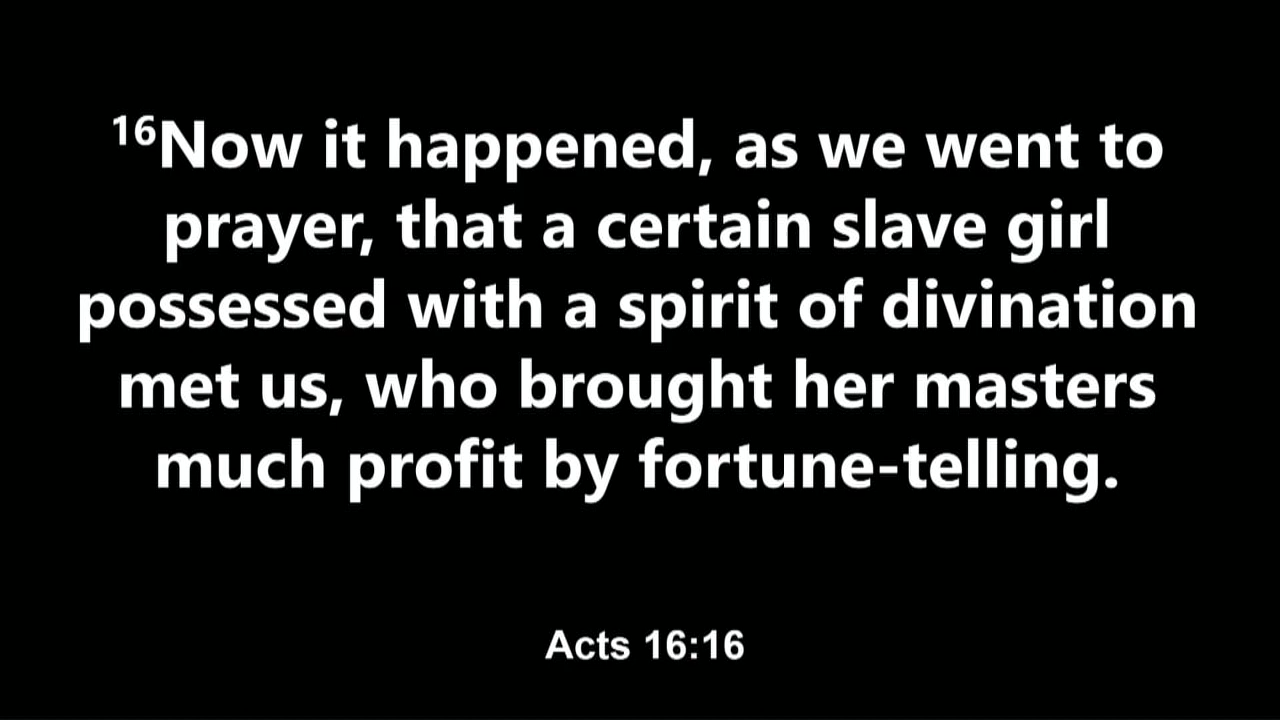 16Now it happened, as we went to
prayer, that a certain slave girl
possessed with a spirit of divination
met us, who brought her masters
much profit by fortune-telling.
Acts 16:16